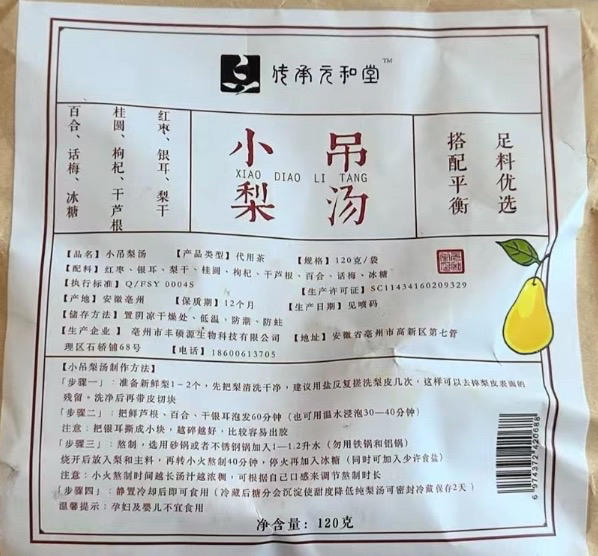 传承元和堂™
红枣、银耳、梨干
桂圆、枸杞、干芦根
百合、话梅、冰糖
小吊
XIAO DIAO LI TANG
梨汤
足料优选
搭配平衡
【品名】小吊梨汤 【产品类型】代用茶 【规格】120克/袋
【配料】红枣、银耳、梨干、桂圆、枸杞、干芦根、百合、话梅、冰糖
【执行标准】Q/FSY 0004S 【生产许可证】SC11434160209329
【产地】安徽亳州 【保质期】12个月 【生产日期】见喷码
【储存方法】置阴凉干燥处、低温、防潮、防蛀
【生产企业】亳州市丰硕源生物科技有限公司 【地址】安徽省亳州市高新区第七管
理区石桥铺68号 【电话】18600613705
【小吊梨汤制作方法】
「步骤一」：准备新鲜梨1-2个，先把梨清洗干净，建议用盐反复搓洗梨皮几次，这样可以去掉梨皮表面的
残留。洗净后再带皮切块
「步骤二」：把鲜芦根、百合、干银耳泡发60分钟（也可用温水浸泡30—40分钟）
注意：把银耳撕成小块，越碎越好，比较容易出胶
「步骤三」：熬制，选用砂锅或者不锈钢锅加入1—1.2升水（勿用铁锅和铝锅）
烧开后放入梨和主料，再转小火熬制40分钟，停火再加入冰糖（同时可加入少许食盐）
注意：小火熬制时间越长汤汁越浓稠，可根据自己口感来调节熬制时长
「步骤四」：静置冷却后即可食用（冷藏后糖分会沉淀使甜度降低纯梨汤可密封冷藏保存2天）
温馨提示：孕妇及婴儿不宜食用
净含量：120克
6974372420688